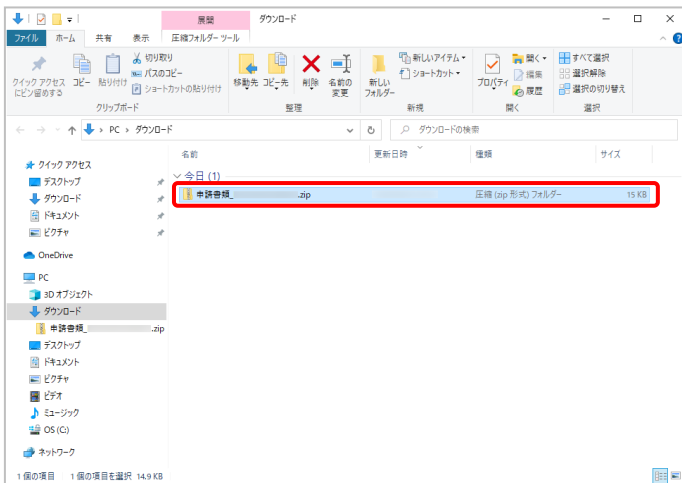 展開 ダウンロード
ファイル ホーム 共有 表示 圧縮フォルダー ツール
クイック アクセスにピン留めする
コピー
貼り付け
切り取り
パスのコピー
ショートカットの貼り付け
クリップボード
移動先
コピー先
削除
名前の変更
整理
新しいフォルダー
新しいアイテム
ショートカット
新規
プロパティ
開く
編集
履歴
開く
すべて選択
選択解除
選択の切り替え
選択
PC › ダウンロード
ダウンロードの検索
名前 更新日時 種類 サイズ
今日 (1)
申請書類_ .zip 圧縮 (zip 形式) フォルダー 15 KB
クイック アクセス
デスクトップ
ダウンロード
ドキュメント
ピクチャ
OneDrive
PC
3D オブジェクト
ダウンロード
申請書類_ .zip
デスクトップ
ドキュメント
ピクチャ
ビデオ
ミュージック
OS (C:)
ネットワーク
1 個の項目 1 個の項目を選択 14.9 KB